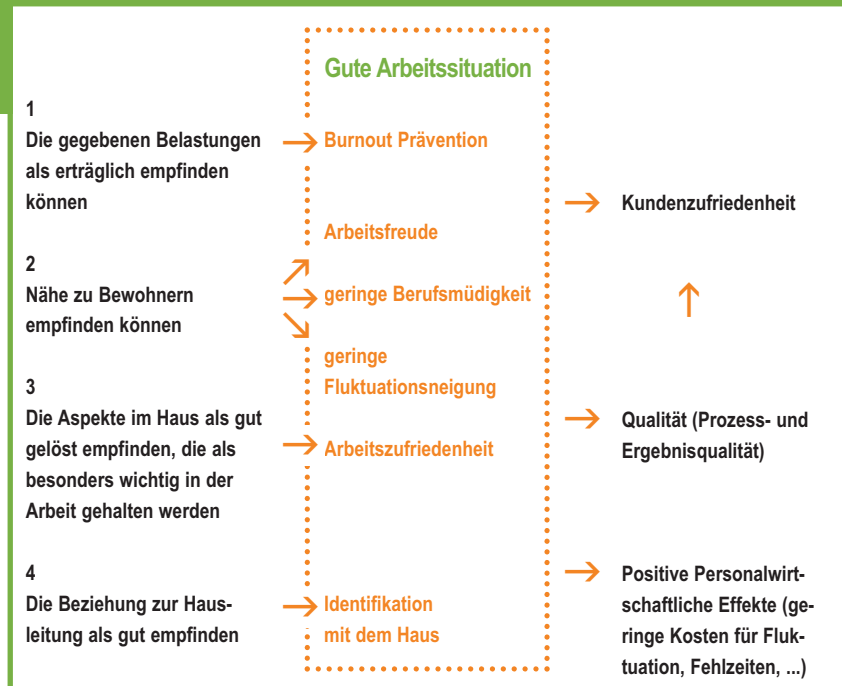 Gute Arbeitssituation
1
Die gegebenen Belastungen
als erträglich empfinden
können
2
Nähe zu Bewohnern
empfinden können
3
Die Aspekte im Haus als gut
gelöst empfinden, die als
besonders wichtig in der
Arbeit gehalten werden
4
Die Beziehung zur Haus-
leitung als gut empfinden
Burnout Prävention
Arbeitsfreude
geringe Berufsmüdigkeit
geringe
Fluktuationsneigung
Arbeitszufriedenheit
Identifikation
mit dem Haus
Kundenzufriedenheit
Qualität (Prozess- und
Ergebnisqualität)
Positive Personalwirt-
schaftliche Effekte (ge-
ringe Kosten für Fluk-
tuation, Fehlzeiten, ...)